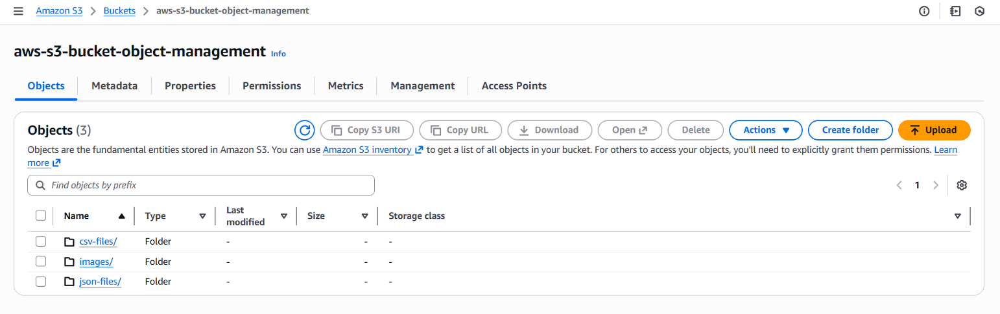 Amazon S3 > Buckets > aws-s3-bucket-object-management
aws-s3-bucket-object-management Info
Objects Metadata Properties Permissions Metrics Management Access Points
Objects (3) Copy S3 URI Copy URL Download Open Delete Actions Create folder Upload
Objects are the fundamental entities stored in Amazon S3. You can use Amazon S3 inventory to get a list of all objects in your bucket. For others to access your objects, you'll need to explicitly grant them permissions. Learn
more
Find objects by prefix 1
Name Type Last modified Size Storage class
csv-files/ Folder - - -
images/ Folder - - -
json-files/ Folder - - -